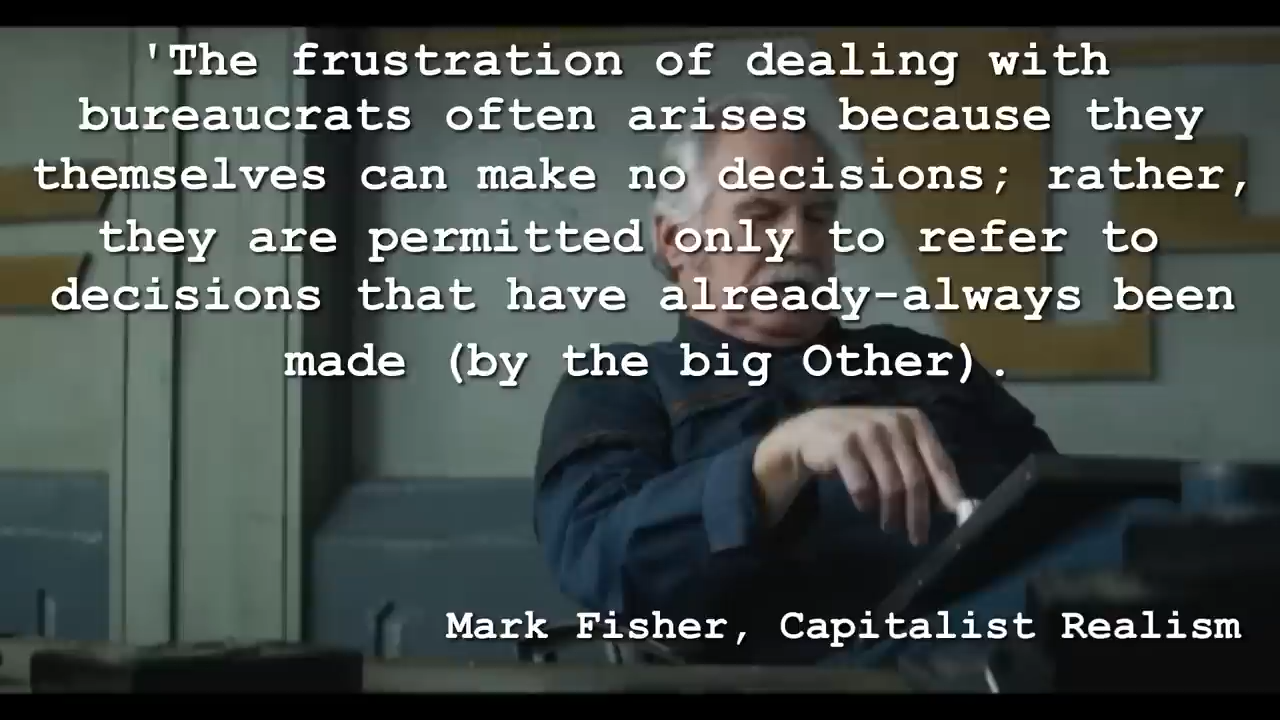 'The frustration of dealing with
bureaucrats often arises because they
themselves can make no decisions; rather,
they are permitted only to refer to
decisions that have already-always been
made (by the big Other).
Mark Fisher, Capitalist Realism